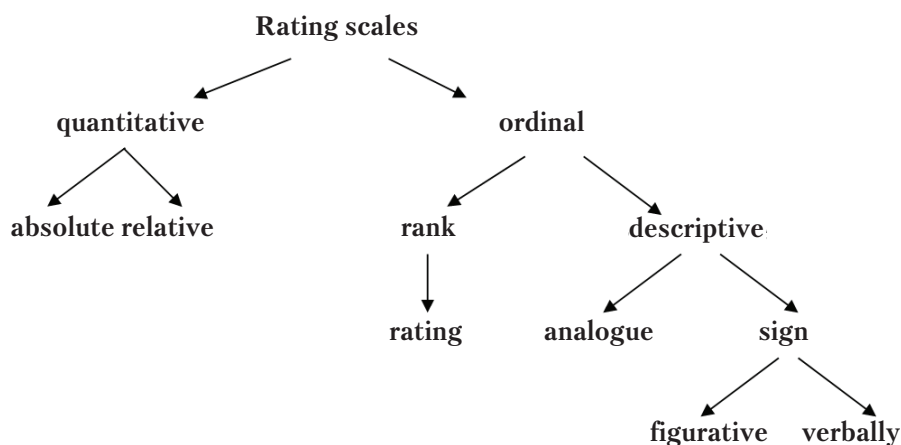 Rating scales
quantitative ordinal
absolute relative rank descriptive
rating analogue sign
figurative verbally